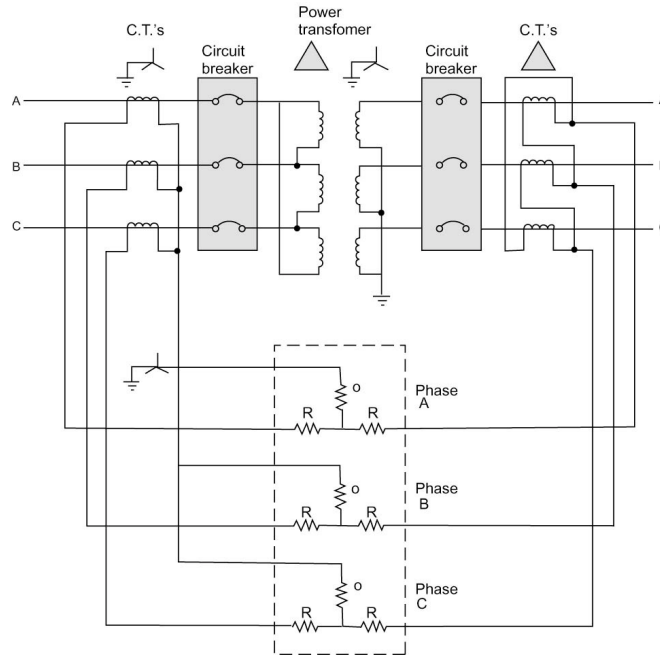 Power
transfomer
C.T.'s
C.T.'s
Circuit
breaker
Circuit
breaker
A
B
C
o
Phase
A
R
R
o
Phase
B
R
R
o
Phase
C
R
R